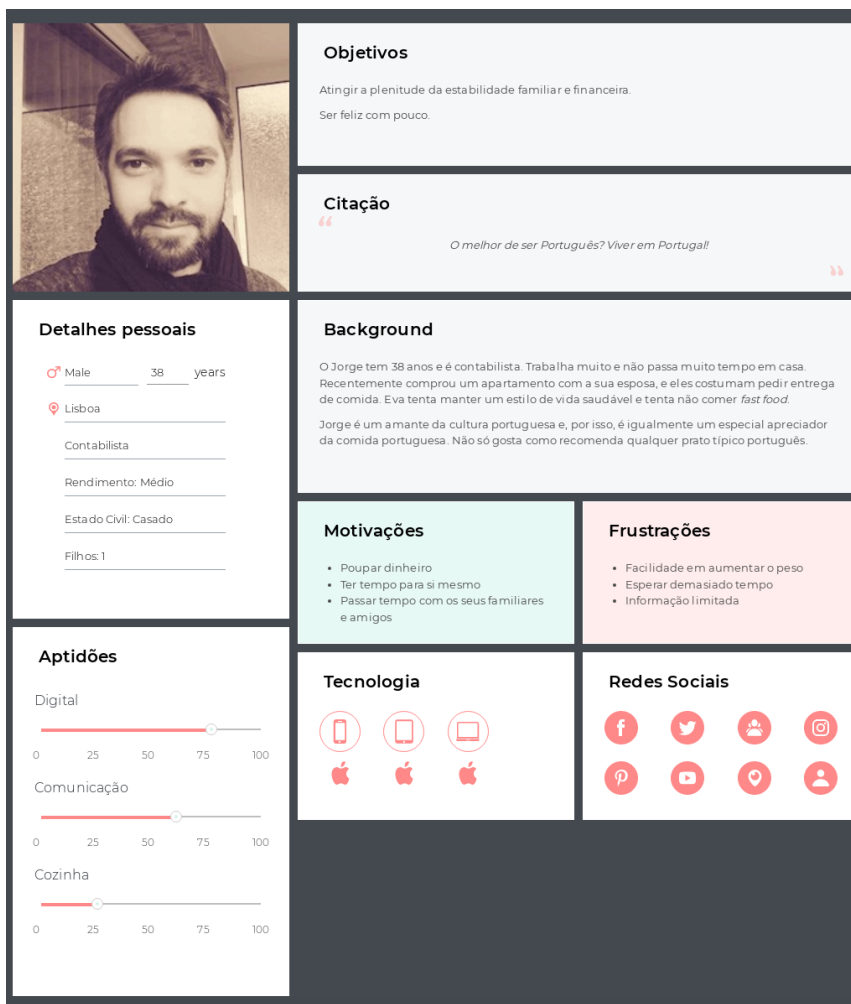 Objetivos
Atingir a plenitude da estabilidade familiar e financeira.
Ser feliz com pouco.
Citação
“
O melhor de ser Português? Viver em Portugal!
”
Detalhes pessoais
Male 38 years
Lisboa
Contabilista
Rendimento: Médio
Estado Civil: Casado
Filhos: 1
Background
O Jorge tem 38 anos e é contabilista. Trabalha muito e não passa muito tempo em casa.
Recentemente comprou um apartamento com a sua esposa, e eles costumam pedir entrega
de comida. Eva tenta manter um estilo de vida saudável e tenta não comer fast food.
Jorge é um amante da cultura portuguesa e, por isso, é igualmente um especial apreciador
da comida portuguesa. Não só gosta como recomenda qualquer prato típico português.
Motivações
• Poupar dinheiro
• Ter tempo para si mesmo
• Passar tempo com os seus familiares
e amigos
Frustrações
• Facilidade em aumentar o peso
• Esperar demasiado tempo
• Informação limitada
Aptidões
Digital
0 25 50 75 100
Comunicação
0 25 50 75 100
Cozinha
0 25 50 75 100
Tecnologia
Redes Sociais